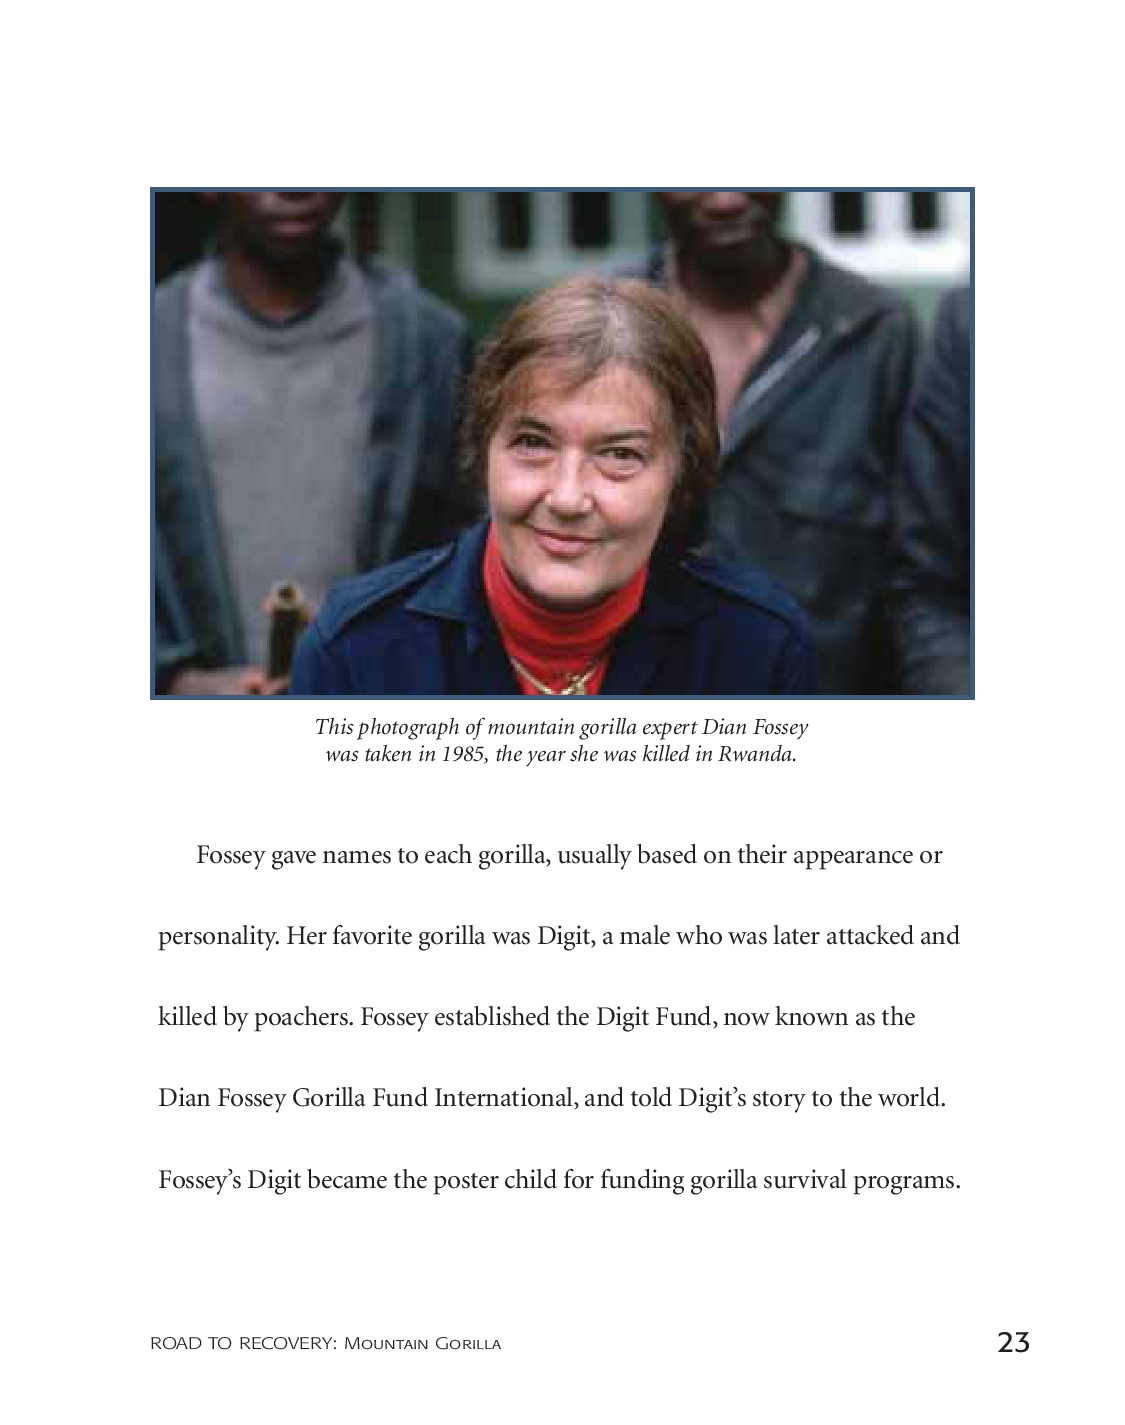 This photograph of mountain gorilla expert Dian Fossey
was taken in 1985, the year she was killed in Rwanda.
Fossey gave names to each gorilla, usually based on their appearance or
personality. Her favorite gorilla was Digit, a male who was later attacked and
killed by poachers. Fossey established the Digit Fund, now known as the
Dian Fossey Gorilla Fund International, and told Digit’s story to the world.
Fossey’s Digit became the poster child for funding gorilla survival programs.
ROAD TO RECOVERY: Mountain Gorilla 23